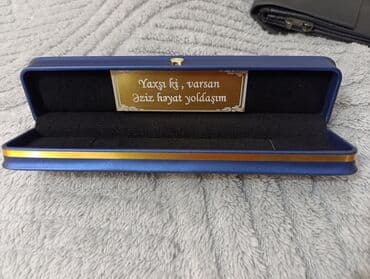 Yaxşı ki , varsan
Əziz həyat yoldaşım